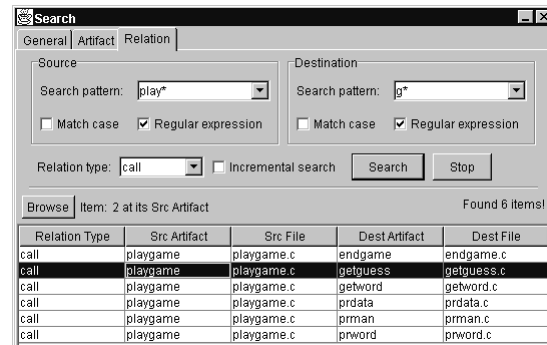 Search
General Artifact Relation
Source Destination
Search pattern: play* Search pattern: g*
Match case Regular expression Match case Regular expression
Relation type: call Incremental search Search Stop
Browse Item: 2 at its Src Artifact Found 6 items!
Relation Type Src Artifact Src File Dest Artifact Dest File
call playgame playgame.c endgame endgame.c
call playgame playgame.c getguess getguess.c
call playgame playgame.c getword getword.c
call playgame playgame.c prdata prdata.c
call playgame playgame.c prman prman.c
call playgame playgame.c prword prword.c